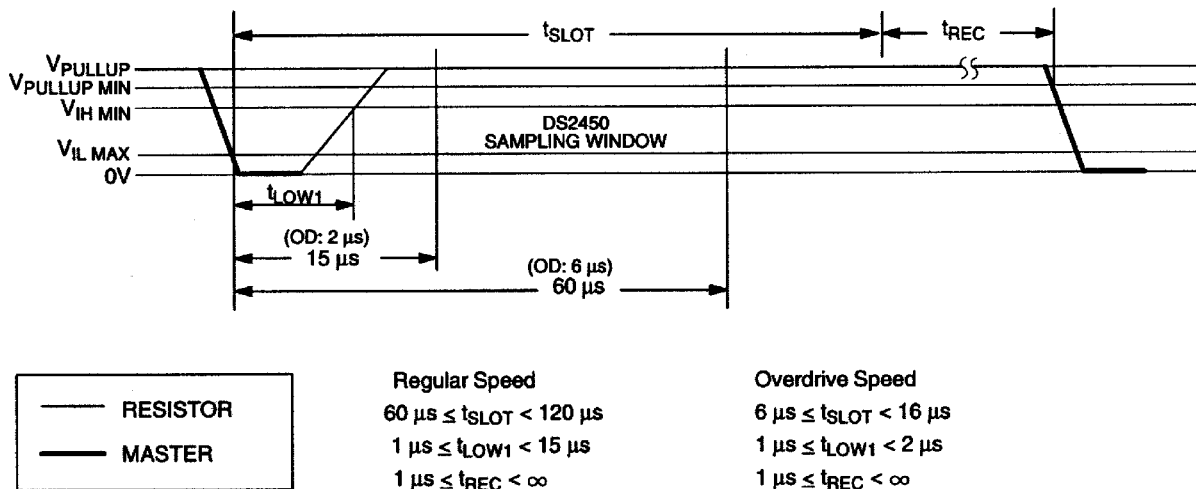 tSLOT
tREC
VPULLUP
VPULLUP MIN
VIH MIN
DS2450
SAMPLING WINDOW
VIL MAX
0V
tLOW1
(OD: 2 µs)
15 µs
(OD: 6 µs)
60 µs
RESISTOR
MASTER
Regular Speed
60 µs ≤ tSLOT < 120 µs
1 µs ≤ tLOW1 < 15 µs
1 µs ≤ tREC < ∞
Overdrive Speed
6 µs ≤ tSLOT < 16 µs
1 µs ≤ tLOW1 < 2 µs
1 µs ≤ tREC < ∞